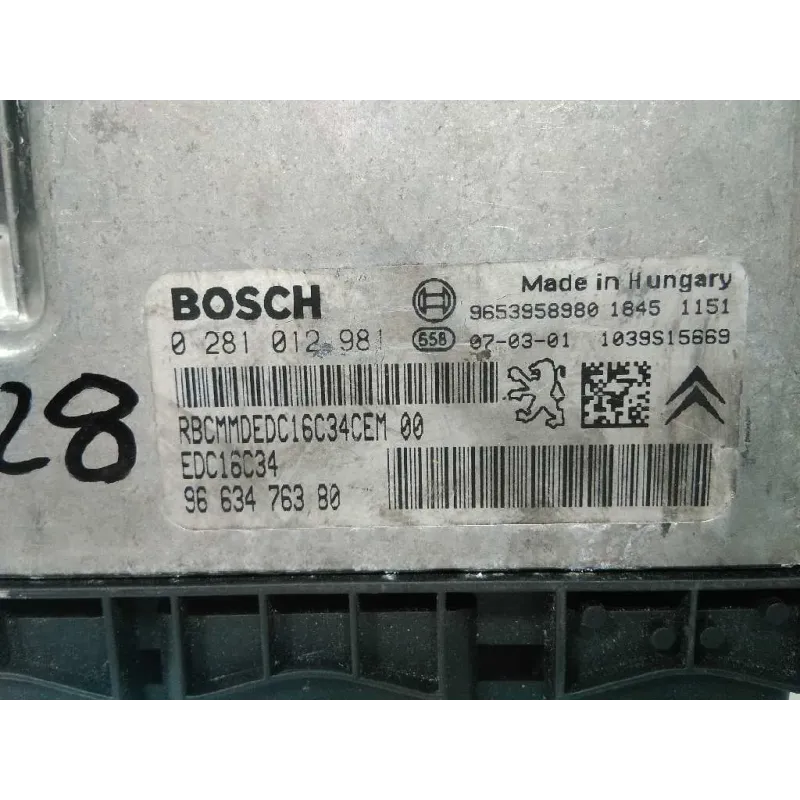 BOSCH
Made in Hungary
9653958980 1845 1151
0 281 012 981
558 07-03-01 1039S15669
RBCMMDEDC16C34CEM 00
EDC16C34
96 634 763 80
28